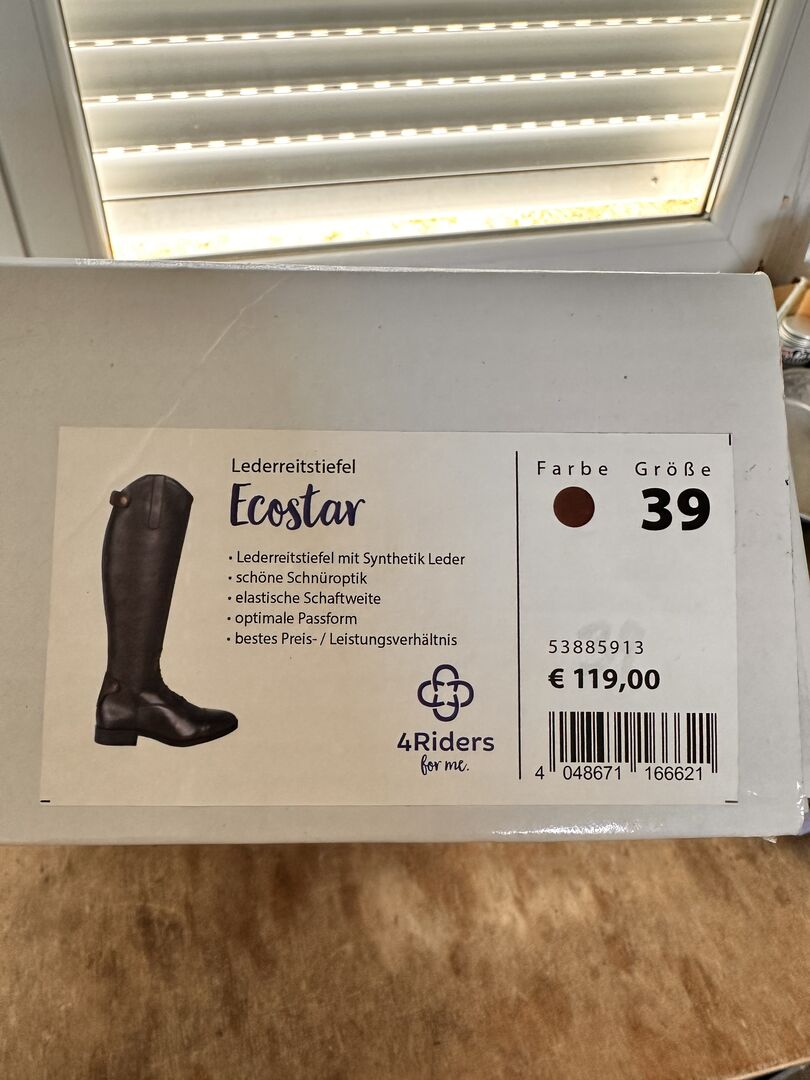 Lederreitstiefel
Ecostar
• Lederreitstiefel mit Synthetik Leder
• schöne Schnüroptik
• elastische Schaftweite
• optimale Passform
• bestes Preis- / Leistungsverhältnis
4Riders
for me.
Farbe Größe
39
53885913
€ 119,00
4 048671 166621